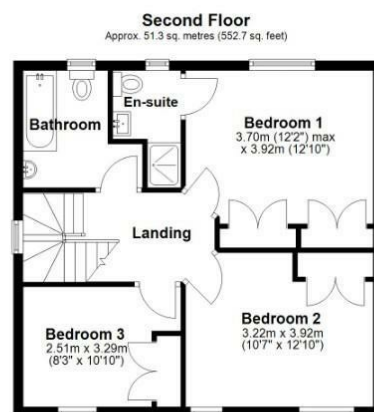 Second Floor
Approx. 51.3 sq. metres (552.7 sq. feet)
En-suite
Bathroom
Bedroom 1
3.70m (12'2") max
x 3.92m (12'10")
Landing
Bedroom 3
2.51m x 3.29m
(8'3" x 10'10")
Bedroom 2
3.22m x 3.92m
(10'7" x 12'10")